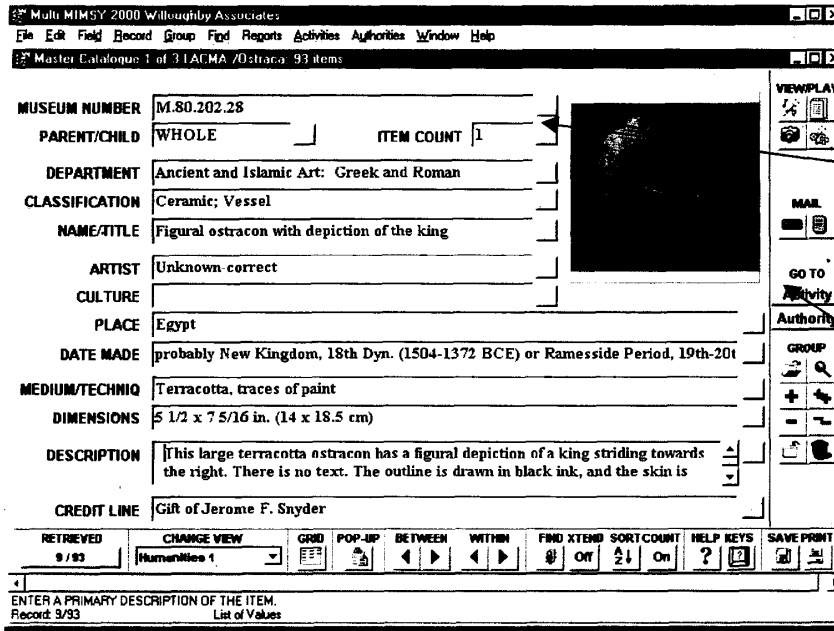 Multi MIMSY 2000 Willoughby Associates
File Edit Field Record Group Find Reports Activities Authorities Window Help
Master Catalogue 1 of 3 LACMA /Ostraca: 93 items
VIEW/PLAY
MUSEUM NUMBER M.80.202.28
PARENT/CHILD WHOLE ITEM COUNT 1
DEPARTMENT Ancient and Islamic Art: Greek and Roman
CLASSIFICATION Ceramic; Vessel
MAIL
NAME/TITLE Figural ostracon with depiction of the king
ARTIST Unknown-correct
GO TO
CULTURE
Activity
PLACE Egypt
Authority
DATE MADE probably New Kingdom, 18th Dyn. (1504-1372 BCE) or Ramesside Period, 19th-20t
GROUP
MEDIUM/TECHNIQ Terracotta, traces of paint
DIMENSIONS 5 1/2 x 7 5/16 in. (14 x 18.5 cm)
DESCRIPTION This large terracotta ostracon has a figural depiction of a king striding towards
the right. There is no text. The outline is drawn in black ink, and the skin is
CREDIT LINE Gift of Jerome F. Snyder
RETRIEVED CHANGE VIEW GRID POP-UP BETWEEN WITHIN FIND XTEND SORT COUNT HELP KEYS SAVE PRINT
9 / 93 Humanities 1 Off On
ENTER A PRIMARY DESCRIPTION OF THE ITEM.
Record: 9/93 List of Values